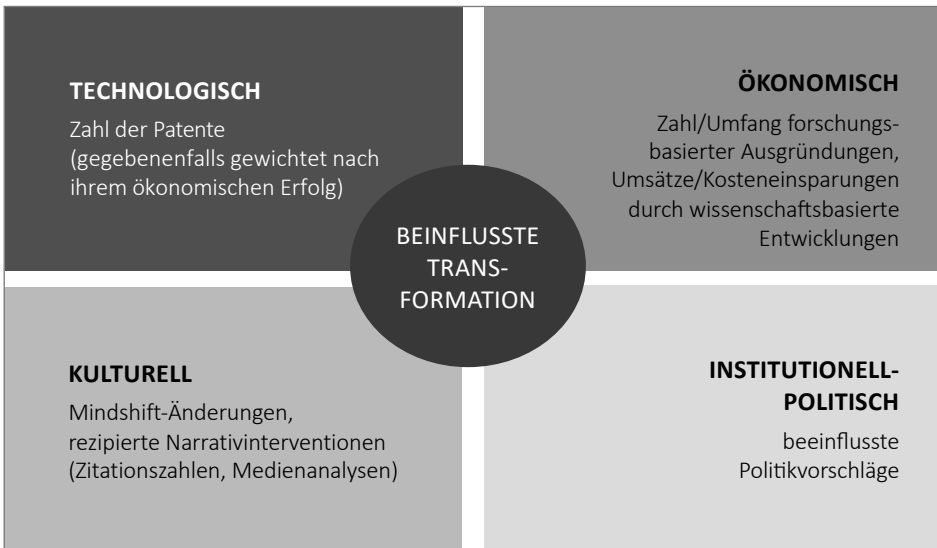 TECHNOLOGISCH
Zahl der Patente
(gegebenenfalls gewichtet nach
ihrem ökonomischen Erfolg)
ÖKONOMISCH
Zahl/Umfang forschungs-
basierter Ausgründungen,
Umsätze/Kosteneinsparungen
durch wissenschaftsbasierte
Entwicklungen
BEINFLUSSTE
TRANS-
FORMATION
KULTURELL
Mindshift-Änderungen,
rezipierte Narrativinterventionen
(Zitationszahlen, Medienanalysen)
INSTITUTIONELL-
POLITISCH
beeinflusste
Politikvorschläge